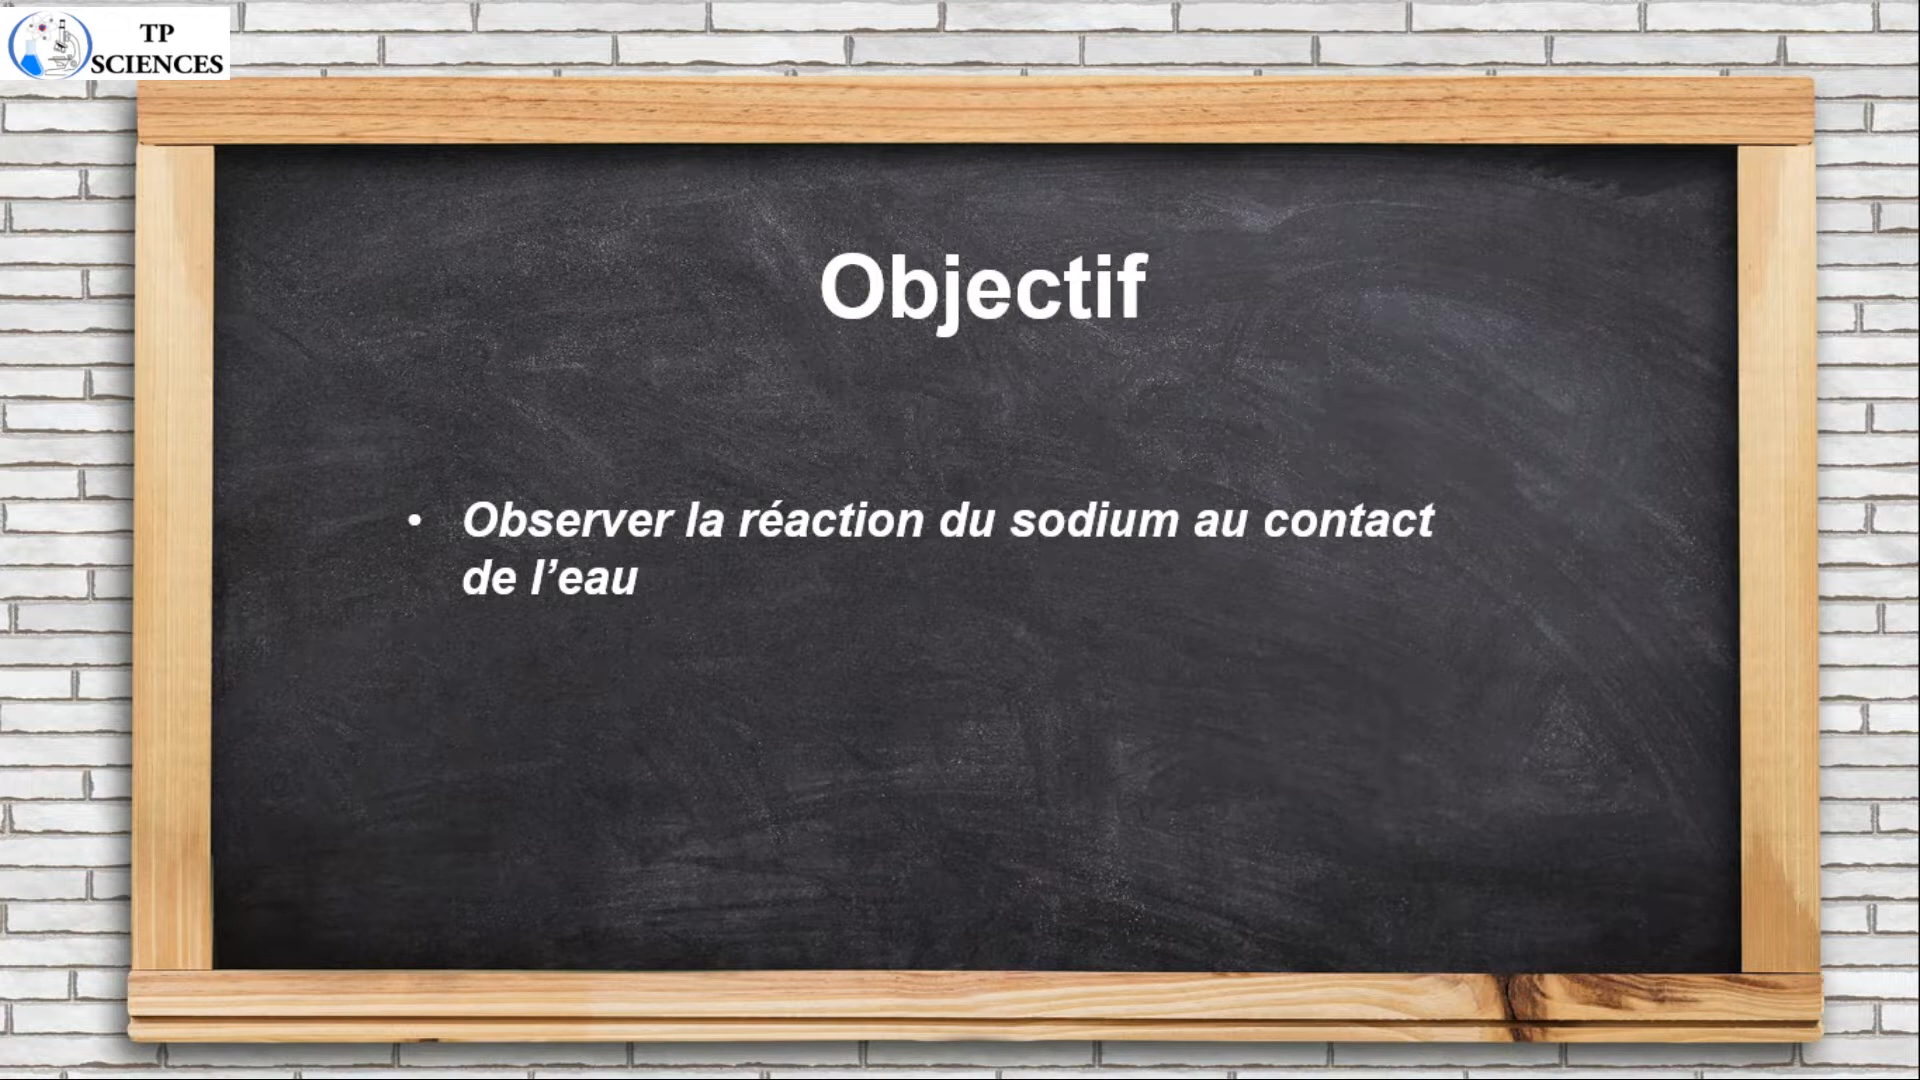 TP
SCIENCES
Objectif
• Observer la réaction du sodium au contact
de l’eau